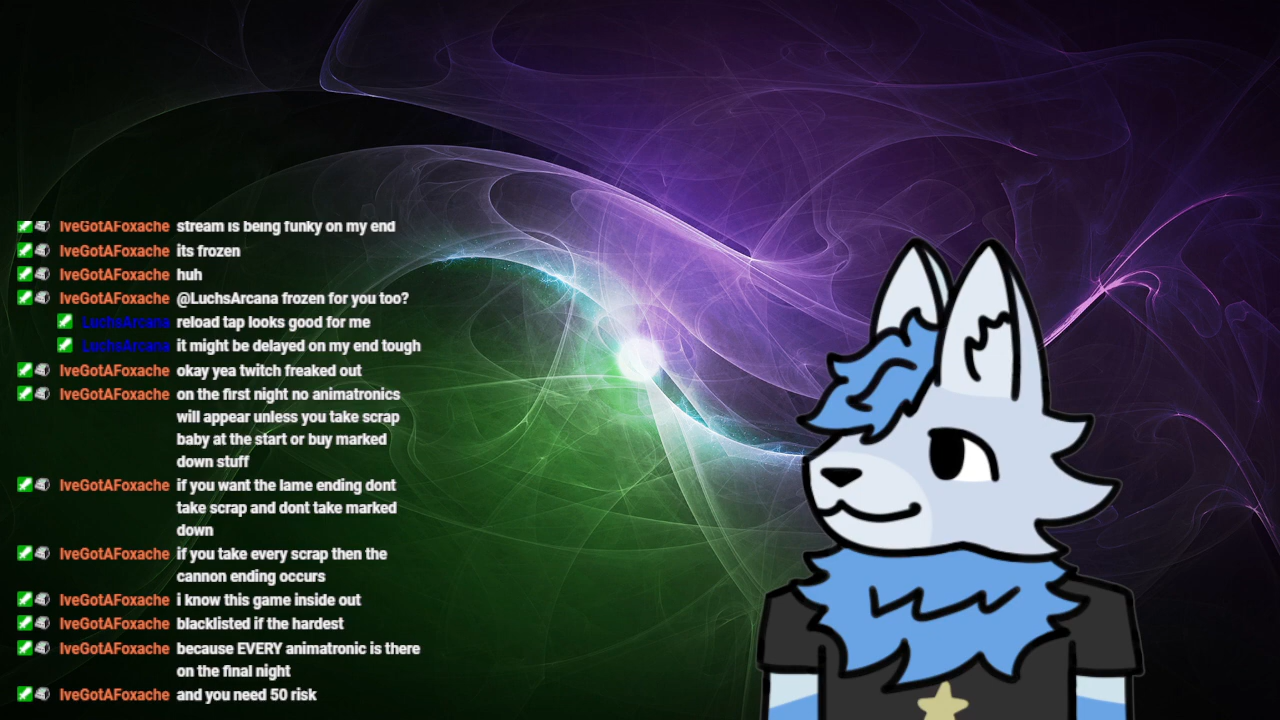 IveGotAFoxache stream is being funky on my end
IveGotAFoxache its frozen
IveGotAFoxache huh
IveGotAFoxache @LuchsArcana frozen for you too?
LuchsArcana reload tap looks good for me
LuchsArcana it might be delayed on my end tough
IveGotAFoxache okay yea twitch freaked out
IveGotAFoxache on the first night no animatronics
will appear unless you take scrap
baby at the start or buy marked
down stuff
IveGotAFoxache if you want the lame ending dont
take scrap and dont take marked
down
IveGotAFoxache if you take every scrap then the
cannon ending occurs
IveGotAFoxache i know this game inside out
IveGotAFoxache blacklisted if the hardest
IveGotAFoxache because EVERY animatronic is there
on the final night
IveGotAFoxache and you need 50 risk